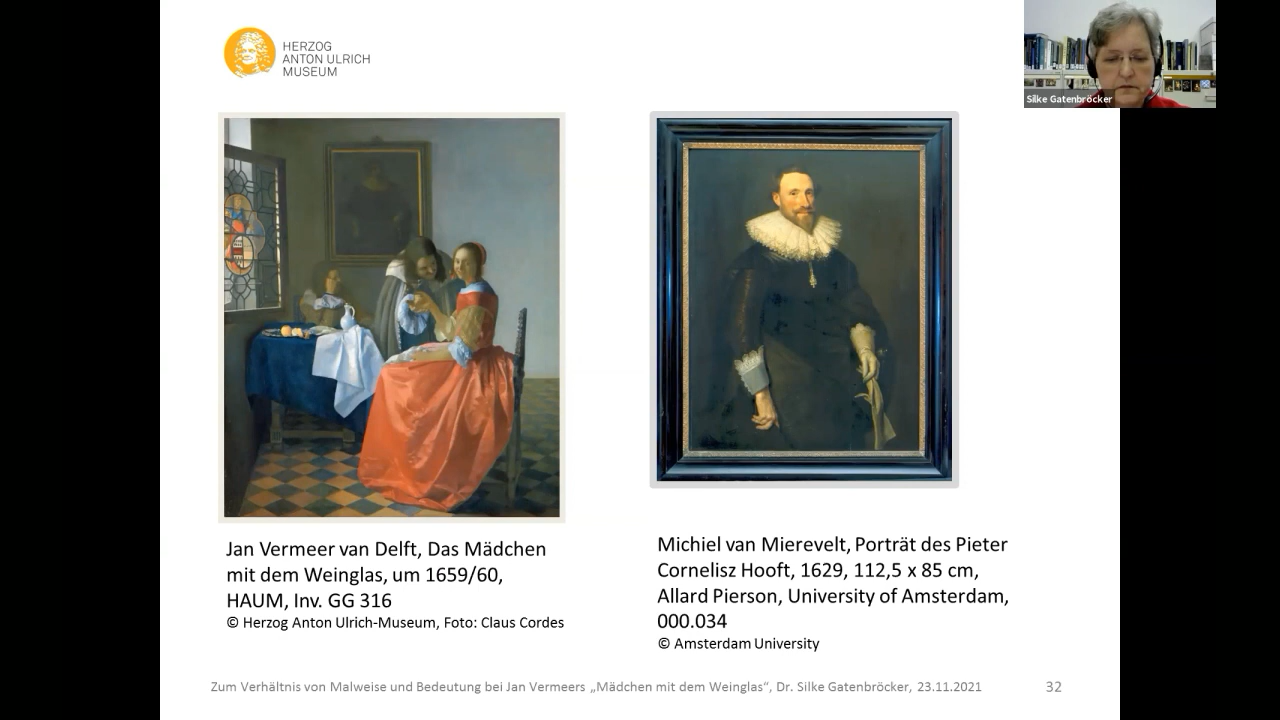 HERZOG
ANTON ULRICH
MUSEUM
Silke Gatenbröcker
Jan Vermeer van Delft, Das Mädchen
mit dem Weinglas, um 1659/60,
HAUM, Inv. GG 316
© Herzog Anton Ulrich-Museum, Foto: Claus Cordes
Michiel van Mierevelt, Porträt des Pieter
Cornelisz Hooft, 1629, 112,5 x 85 cm,
Allard Pierson, University of Amsterdam,
000.034
© Amsterdam University
Zum Verhältnis von Malweise und Bedeutung bei Jan Vermeers „Mädchen mit dem Weinglas“, Dr. Silke Gatenbröcker, 23.11.2021
32